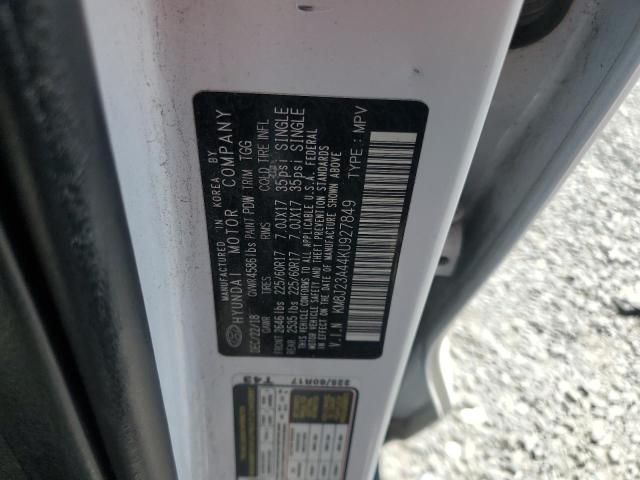 MADE IN KOREA BY
HYUNDAI MOTOR COMPANY
DEC/22/18 GVWR 4586 lbs PAINT PDW TRIM TGG
GAWR TIRES RIMS COLD TIRE INFL
FRONT 2646 lbs 225/60R17 7.0JX17 35psi SINGLE
REAR 2535 lbs 225/60R17 7.0JX17 35psi SINGLE
THIS VEHICLE CONFORMS TO ALL APPLICABLE U.S.A. FEDERAL
MOTOR VEHICLE SAFETY AND THEFT PREVENTION STANDARDS
IN EFFECT ON THE DATE OF MANUFACTURE SHOWN ABOVE
V.I.N KM8J23A44KU927849 TYPE : MPV
T43
225/60R17